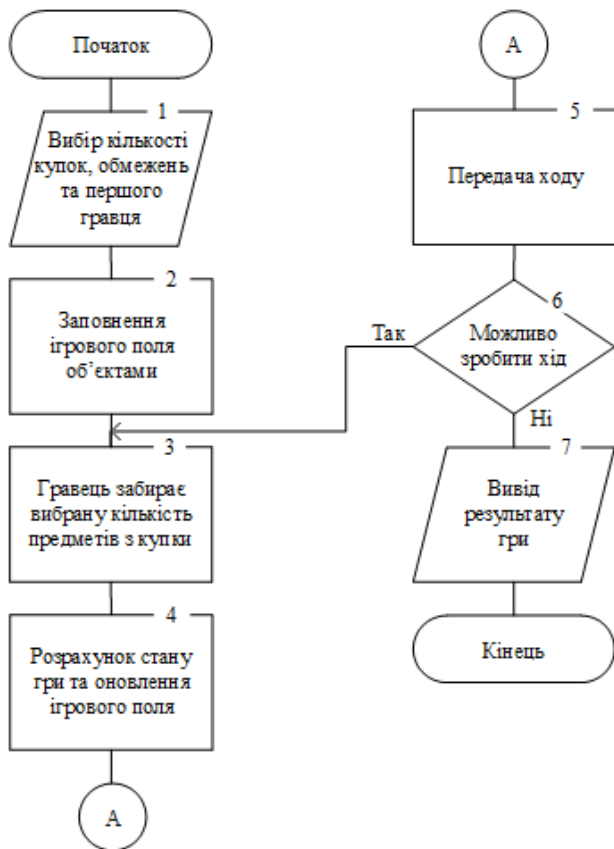 Початок
1
Вибір кількості
купок, обмежень
та першого
гравця
2
Заповнення
ігрового поля
об’єктами
3
Гравець забирає
вибрану кількість
предметів з купки
4
Розрахунок стану
гри та оновлення
ігрового поля
А
А
5
Передача ходу
6
Можливо
зробити хід
Так
Ні
7
Вивід
результату
гри
Кінець